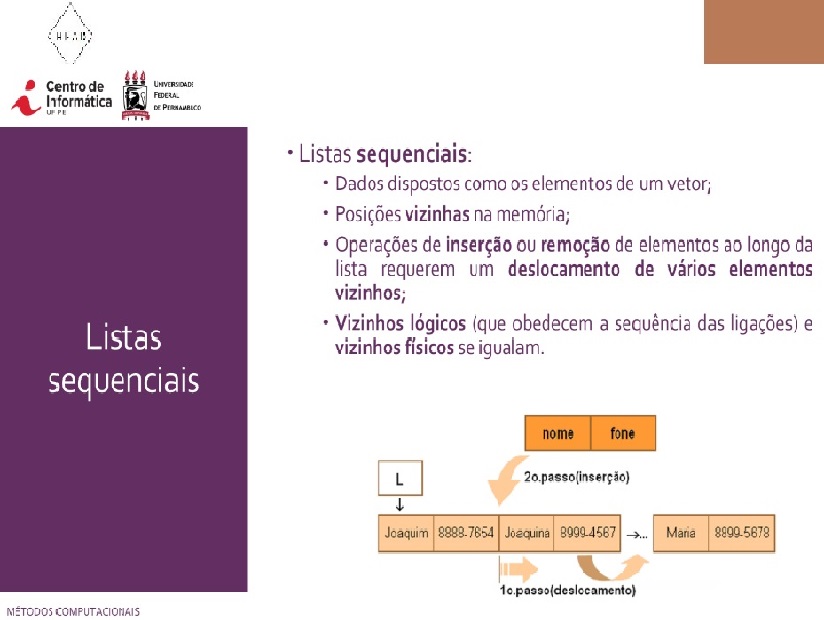 Centro de
Informática
UFPE
UNIVERSIDADE
FEDERAL
DE PERNAMBUCO
Listas
sequenciais
• Listas sequenciais:
• Dados dispostos como os elementos de um vetor;
• Posições vizinhas na memória;
• Operações de inserção ou remoção de elementos ao longo da
lista requerem um deslocamento de vários elementos
vizinhos;
• Vizinhos lógicos (que obedecem a sequência das ligações) e
vizinhos físicos se igualam.
nome fone
L
2o.passo(inserção)
Joaquim 8888-7854 Joaquina 8999-4567 →... Maria 8899-5678
1o.passo(deslocamento)
MÉTODOS COMPUTACIONAIS